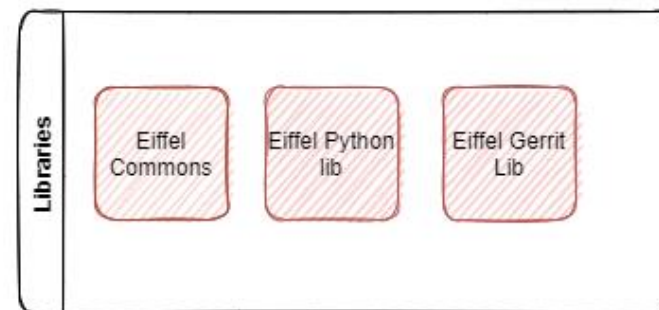 Libraries
Eiffel
Commons
Eiffel Python
lib
Eiffel Gerrit
Lib